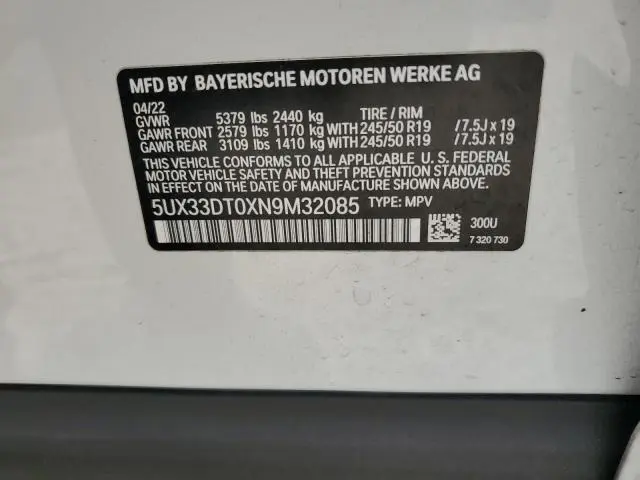 MFD BY BAYERISCHE MOTOREN WERKE AG
04/22
GVWR 5379 lbs 2440 kg TIRE / RIM
GAWR FRONT 2579 lbs 1170 kg WITH 245/50 R19 / 7.5J x 19
GAWR REAR 3109 lbs 1410 kg WITH 245/50 R19 / 7.5J x 19
THIS VEHICLE CONFORMS TO ALL APPLICABLE U. S. FEDERAL
MOTOR VEHICLE SAFETY, BUMPER, AND THEFT PREVENTION STANDARDS
IN EFFECT ON THE DATE OF MANUFACTURE SHOWN ABOVE.
5UX33DT0XN9M32085 TYPE: MPV
300U
7 320 730